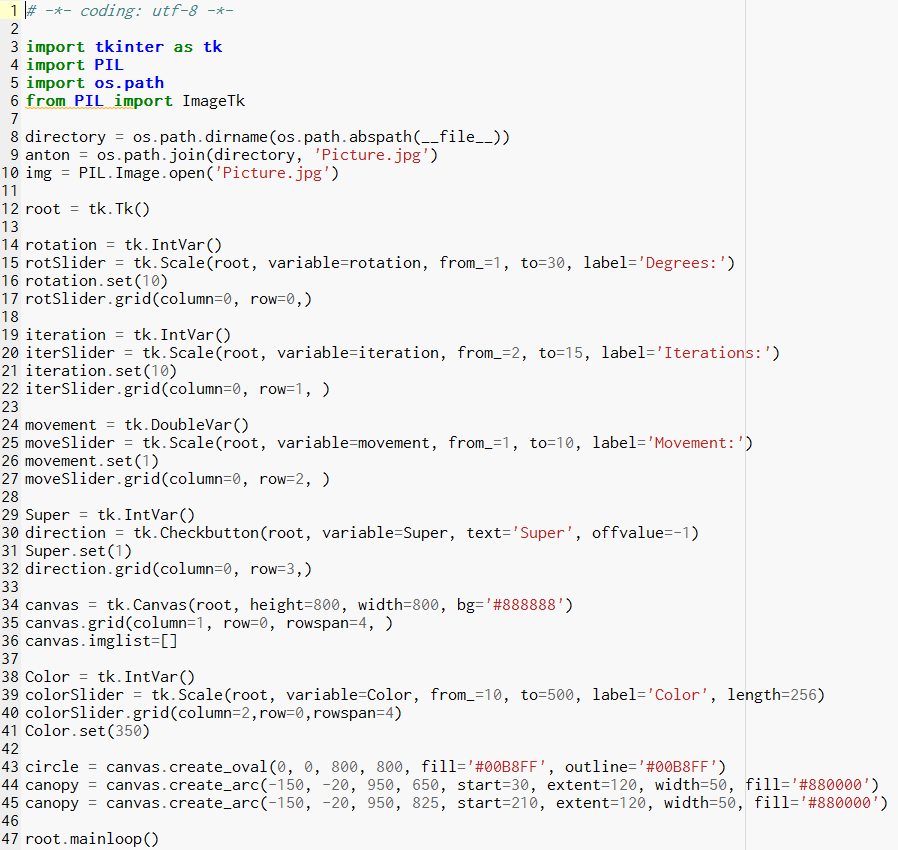 1 # -*- coding: utf-8 -*-
2
3 import tkinter as tk
4 import PIL
5 import os.path
6 from PIL import ImageTk
7
8 directory = os.path.dirname(os.path.abspath(__file__))
9 anton = os.path.join(directory, 'Picture.jpg')
10 img = PIL.Image.open('Picture.jpg')
11
12 root = tk.Tk()
13
14 rotation = tk.IntVar()
15 rotSlider = tk.Scale(root, variable=rotation, from_=1, to=30, label='Degrees:')
16 rotation.set(10)
17 rotSlider.grid(column=0, row=0,)
18
19 iteration = tk.IntVar()
20 iterSlider = tk.Scale(root, variable=iteration, from_=2, to=15, label='Iterations:')
21 iteration.set(10)
22 iterSlider.grid(column=0, row=1, )
23
24 movement = tk.DoubleVar()
25 moveSlider = tk.Scale(root, variable=movement, from_=1, to=10, label='Movement:')
26 movement.set(1)
27 moveSlider.grid(column=0, row=2, )
28
29 Super = tk.IntVar()
30 direction = tk.Checkbutton(root, variable=Super, text='Super', offvalue=-1)
31 Super.set(1)
32 direction.grid(column=0, row=3,)
33
34 canvas = tk.Canvas(root, height=800, width=800, bg='#888888')
35 canvas.grid(column=1, row=0, rowspan=4, )
36 canvas.imglist=[]
37
38 Color = tk.IntVar()
39 colorSlider = tk.Scale(root, variable=Color, from_=10, to=500, label='Color', length=256)
40 colorSlider.grid(column=2,row=0,rowspan=4)
41 Color.set(350)
42
43 circle = canvas.create_oval(0, 0, 800, 800, fill='#00B8FF', outline='#00B8FF')
44 canopy = canvas.create_arc(-150, -20, 950, 650, start=30, extent=120, width=50, fill='#880000')
45 canopy = canvas.create_arc(-150, -20, 950, 825, start=210, extent=120, width=50, fill='#880000')
46
47 root.mainloop()